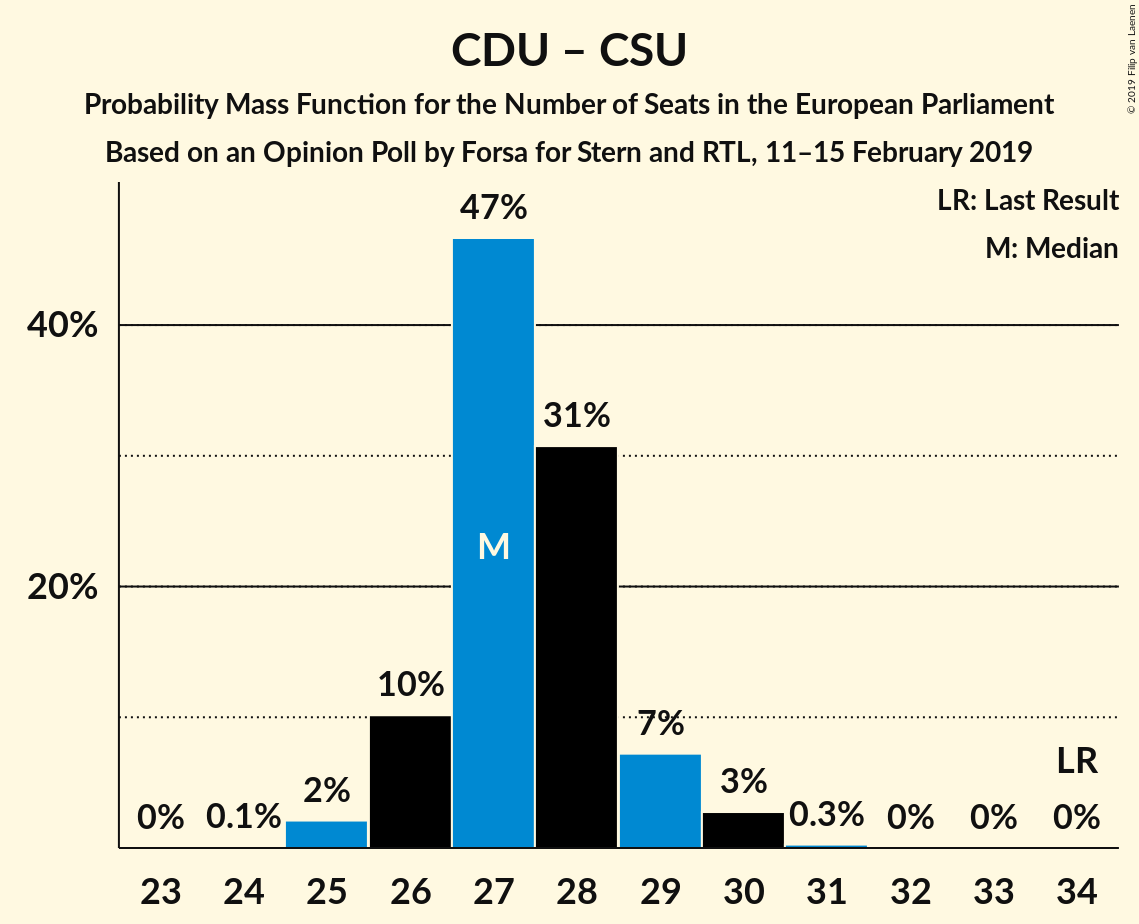 CDU – CSU
Probability Mass Function for the Number of Seats in the European Parliament
Based on an Opinion Poll by Forsa for Stern and RTL, 11–15 February 2019
© 2019 Filip van Laenen
LR: Last Result
M: Median
47%
40%
31%
M
20%
10%
7%
LR
3%
2%
0% 0.1% 0.3% 0% 0% 0%
23 24 25 26 27 28 29 30 31 32 33 34